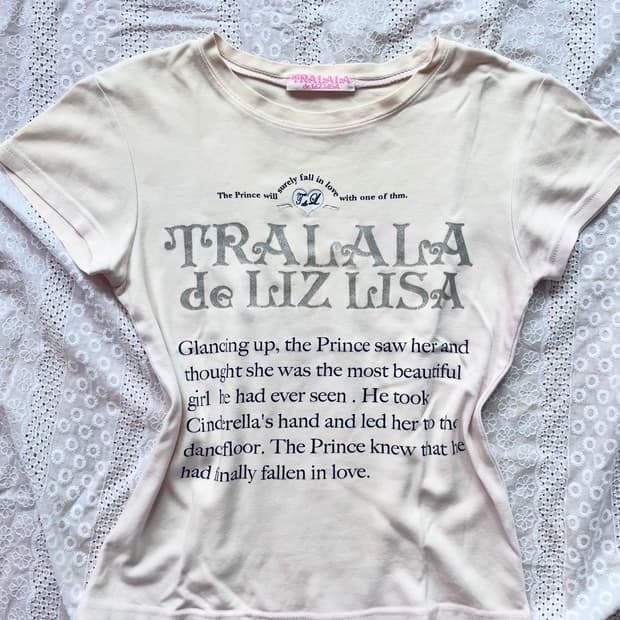 TRALALA
de LIZ LISA
The Prince will surely fall in love with one of thm.
T de L
TRALALA
de LIZ LISA
Glancing up, the Prince saw her and
thought she was the most beautiful
girl he had ever seen . He took
Cinderella's hand and led her to the
dancfloor. The Prince knew that he
had finally fallen in love.